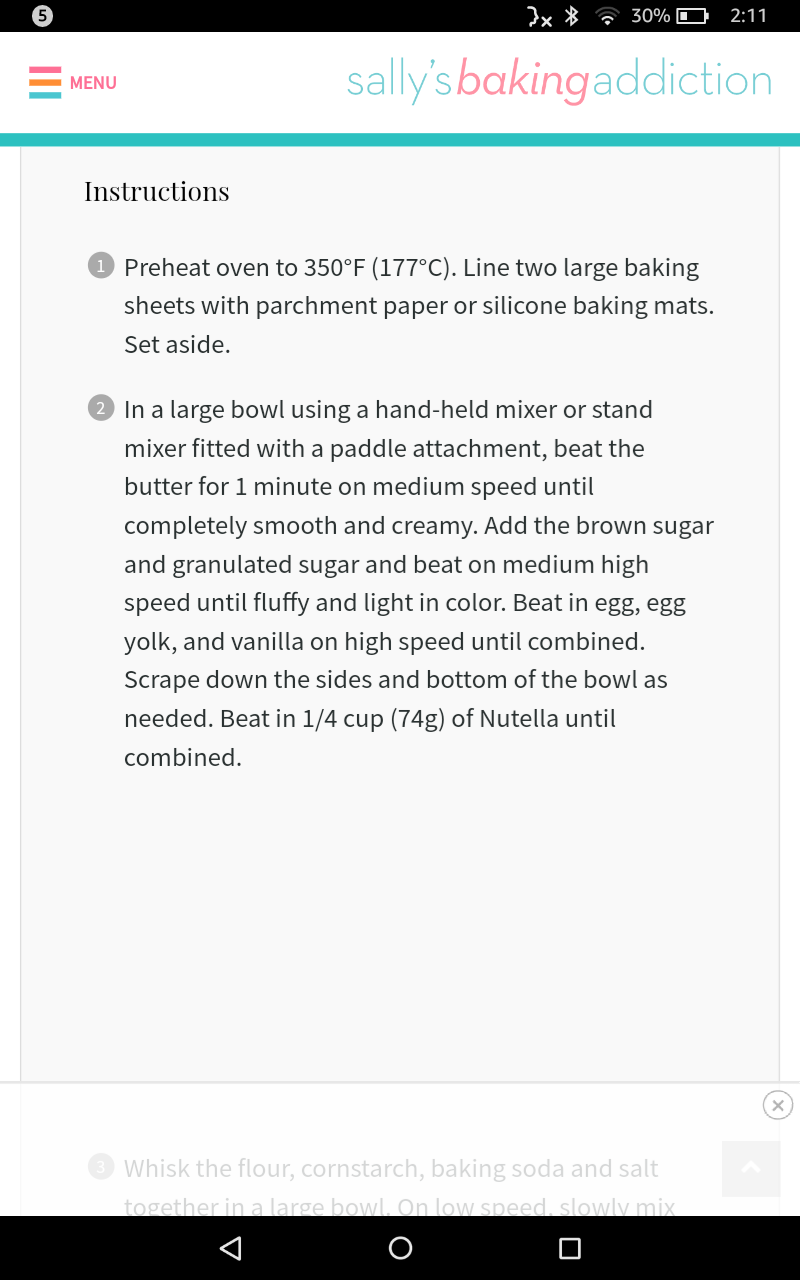 5
30% 2:11
MENU
sally's baking addiction
Instructions
1 Preheat oven to 350°F (177°C). Line two large baking
sheets with parchment paper or silicone baking mats.
Set aside.
2 In a large bowl using a hand-held mixer or stand
mixer fitted with a paddle attachment, beat the
butter for 1 minute on medium speed until
completely smooth and creamy. Add the brown sugar
and granulated sugar and beat on medium high
speed until fluffy and light in color. Beat in egg, egg
yolk, and vanilla on high speed until combined.
Scrape down the sides and bottom of the bowl as
needed. Beat in 1/4 cup (74g) of Nutella until
combined.
3 Whisk the flour, cornstarch, baking soda and salt
together in a large bowl. On low speed, slowly mix